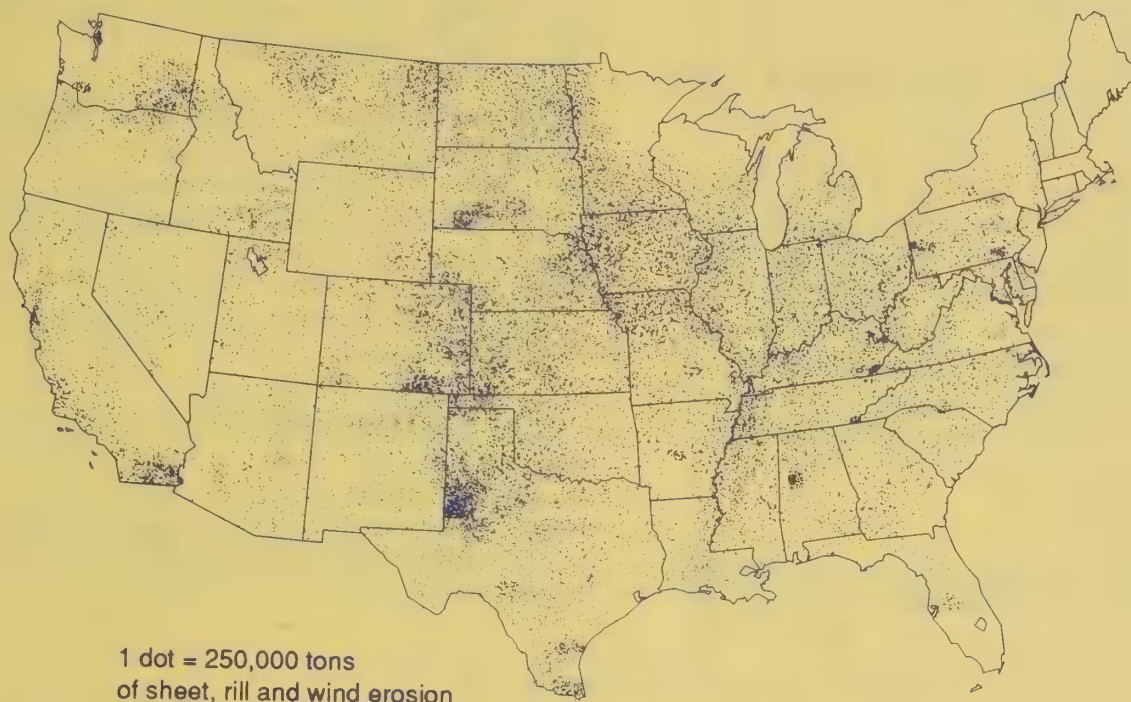 1 dot = 250,000 tons
of sheet, rill and wind erosion